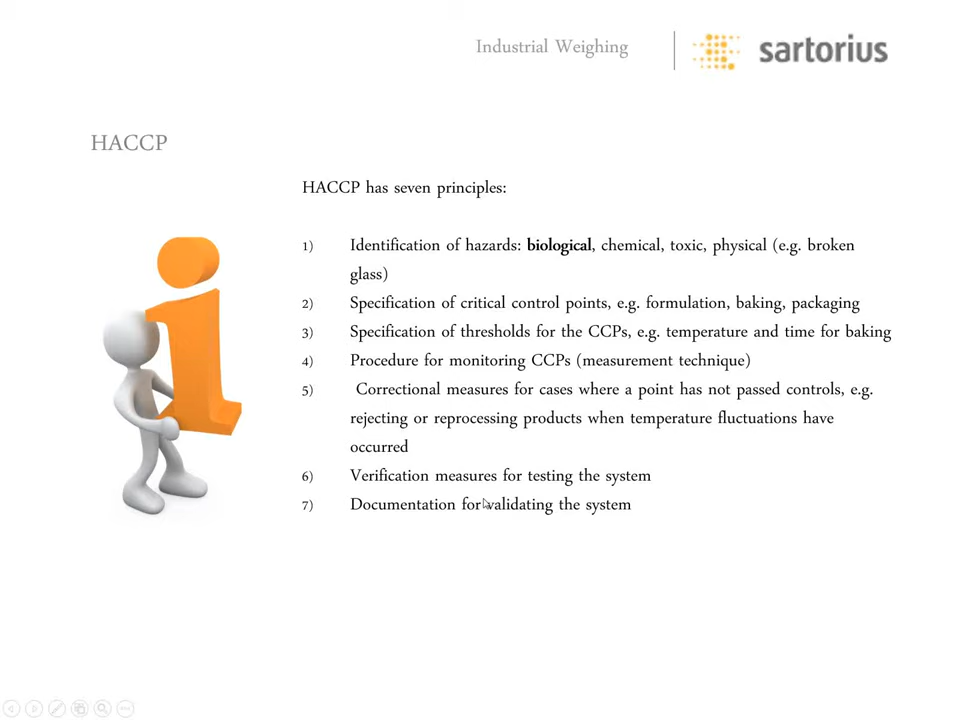 Industrial Weighing
sartorius
HACCP
HACCP has seven principles:
1) Identification of hazards: biological, chemical, toxic, physical (e.g. broken
glass)
2) Specification of critical control points, e.g. formulation, baking, packaging
3) Specification of thresholds for the CCPs, e.g. temperature and time for baking
4) Procedure for monitoring CCPs (measurement technique)
5) Correctional measures for cases where a point has not passed controls, e.g.
rejecting or reprocessing products when temperature fluctuations have
occurred
6) Verification measures for testing the system
7) Documentation for validating the system